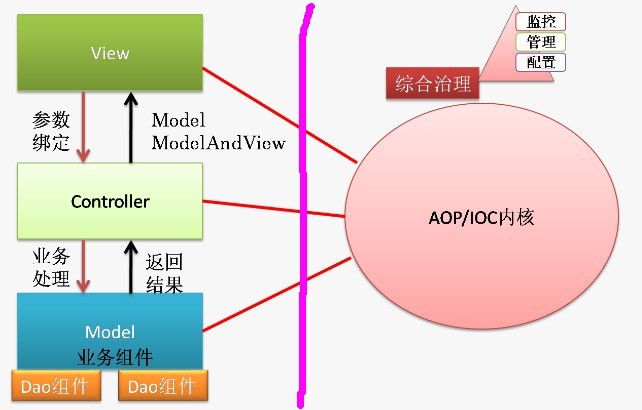 View
参数
绑定
Model
ModelAndView
Controller
业务
处理
返回
结果
Model
业务组件
Dao组件
Dao组件
监控
管理
配置
综合治理
AOP/IOC内核